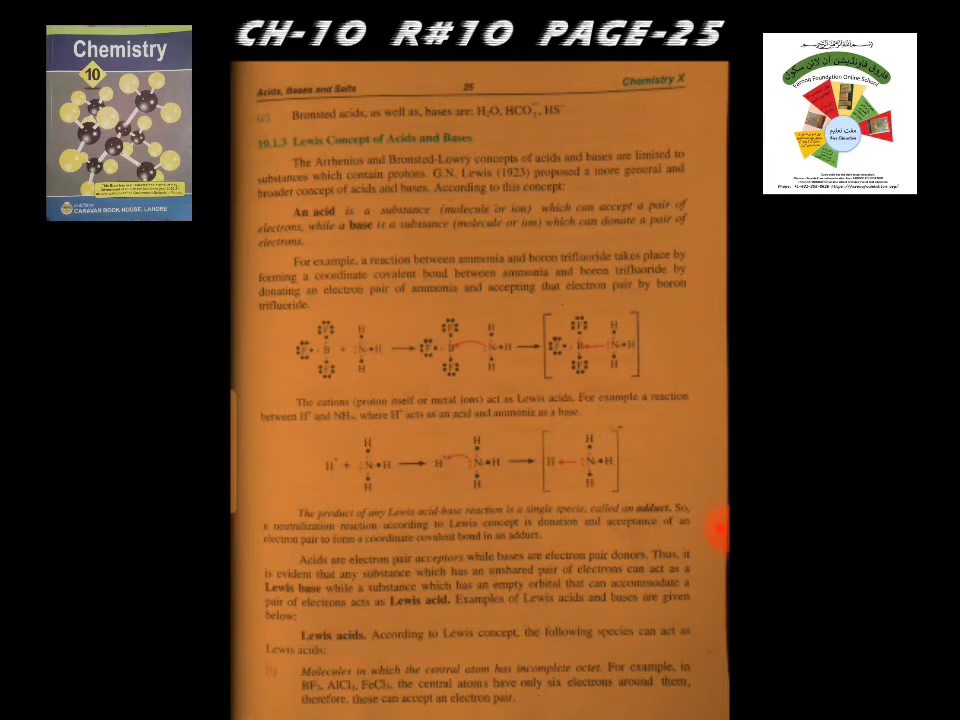 CH-10 R#10 PAGE-25
Chemistry
10
CARAVAN BOOK HOUSE, LAHORE
فاروق فاؤنڈیشن آن لائن سکول
Farooq Foundation Online School
مفت تعلیم
Free Education
Acids, Bases and Salts 25 Chemistry X
(c) Bronsted acids, as well as, bases are: H₂O, HCO₃⁻, HS⁻
10.1.3 Lewis Concept of Acids and Bases
The Arrhenius and Bronsted-Lowry concepts of acids and bases are limited to
substances which contain protons. G.N. Lewis (1923) proposed a more general and
broader concept of acids and bases. According to this concept:
An acid is a substance (molecule or ion) which can accept a pair of
electrons, while a base is a substance (molecule or ion) which can donate a pair of
electrons.
For example, a reaction between ammonia and boron trifluoride takes place by
forming a coordinate covalent bond between ammonia and boron trifluoride by
donating an electron pair of ammonia and accepting that electron pair by boron
trifluoride.
F H F H F H
F B + N H F B N H F B N H
F H F H F H
The cations (proton itself or metal ions) act as Lewis acids. For example a reaction
between H⁺ and NH₃, where H⁺ acts as an acid and ammonia as a base.
H H H
H⁺ + N H H⁺ N H H N H
H H H
The product of any Lewis acid-base reaction is a single specie, called an adduct. So,
a neutralization reaction according to Lewis concept is donation and acceptance of an
electron pair to form a coordinate covalent bond in an adduct.
Acids are electron pair acceptors while bases are electron pair donors. Thus, it
is evident that any substance which has an unshared pair of electrons can act as a
Lewis base while a substance which has an empty orbital that can accommodate a
pair of electrons acts as Lewis acid. Examples of Lewis acids and bases are given
below:
Lewis acids. According to Lewis concept, the following species can act as
Lewis acids:
(i) Molecules in which the central atom has incomplete octet. For example, in
BF₃, AlCl₃, FeCl₃, the central atoms have only six electrons around them,
therefore, these can accept an electron pair.